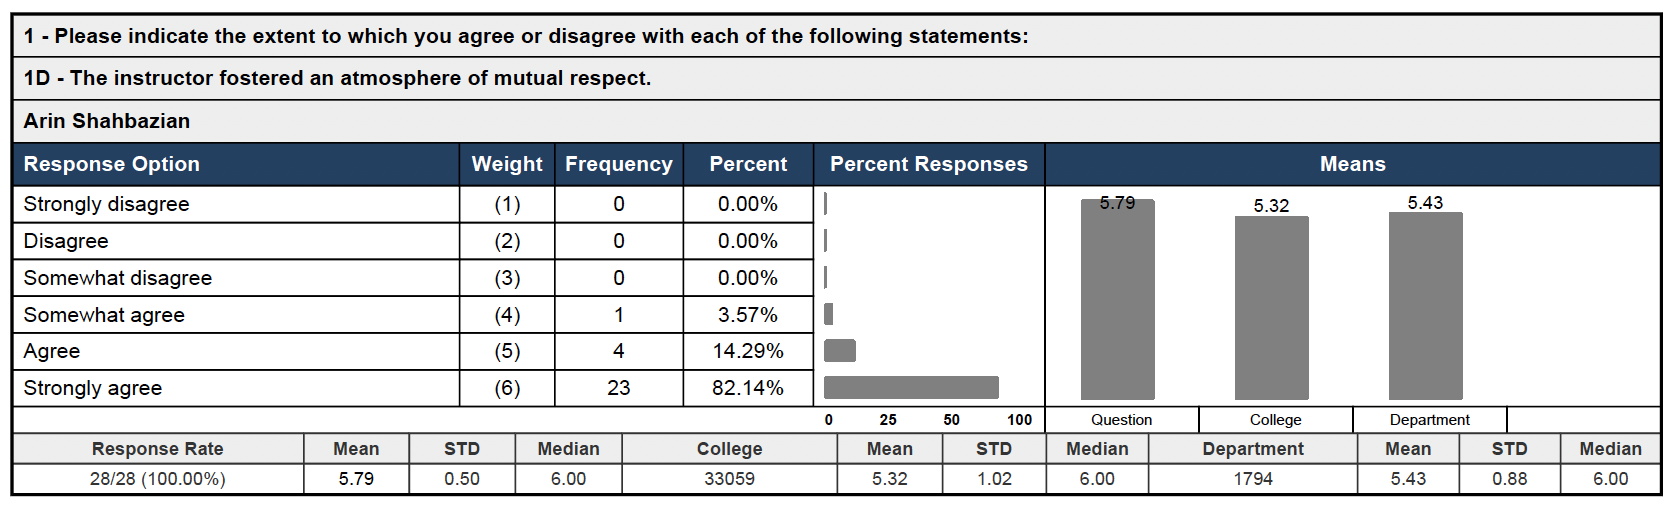 1 - Please indicate the extent to which you agree or disagree with each of the following statements:
1D - The instructor fostered an atmosphere of mutual respect.
Arin Shahbazian
Response Option Weight Frequency Percent Percent Responses Means
Strongly disagree (1) 0 0.00%
Disagree (2) 0 0.00%
Somewhat disagree (3) 0 0.00%
Somewhat agree (4) 1 3.57%
Agree (5) 4 14.29%
Strongly agree (6) 23 82.14%
0 25 50 100
5.79 5.32 5.43
Question College Department
Response Rate Mean STD Median College Mean STD Median Department Mean STD Median
28/28 (100.00%) 5.79 0.50 6.00 33059 5.32 1.02 6.00 1794 5.43 0.88 6.00